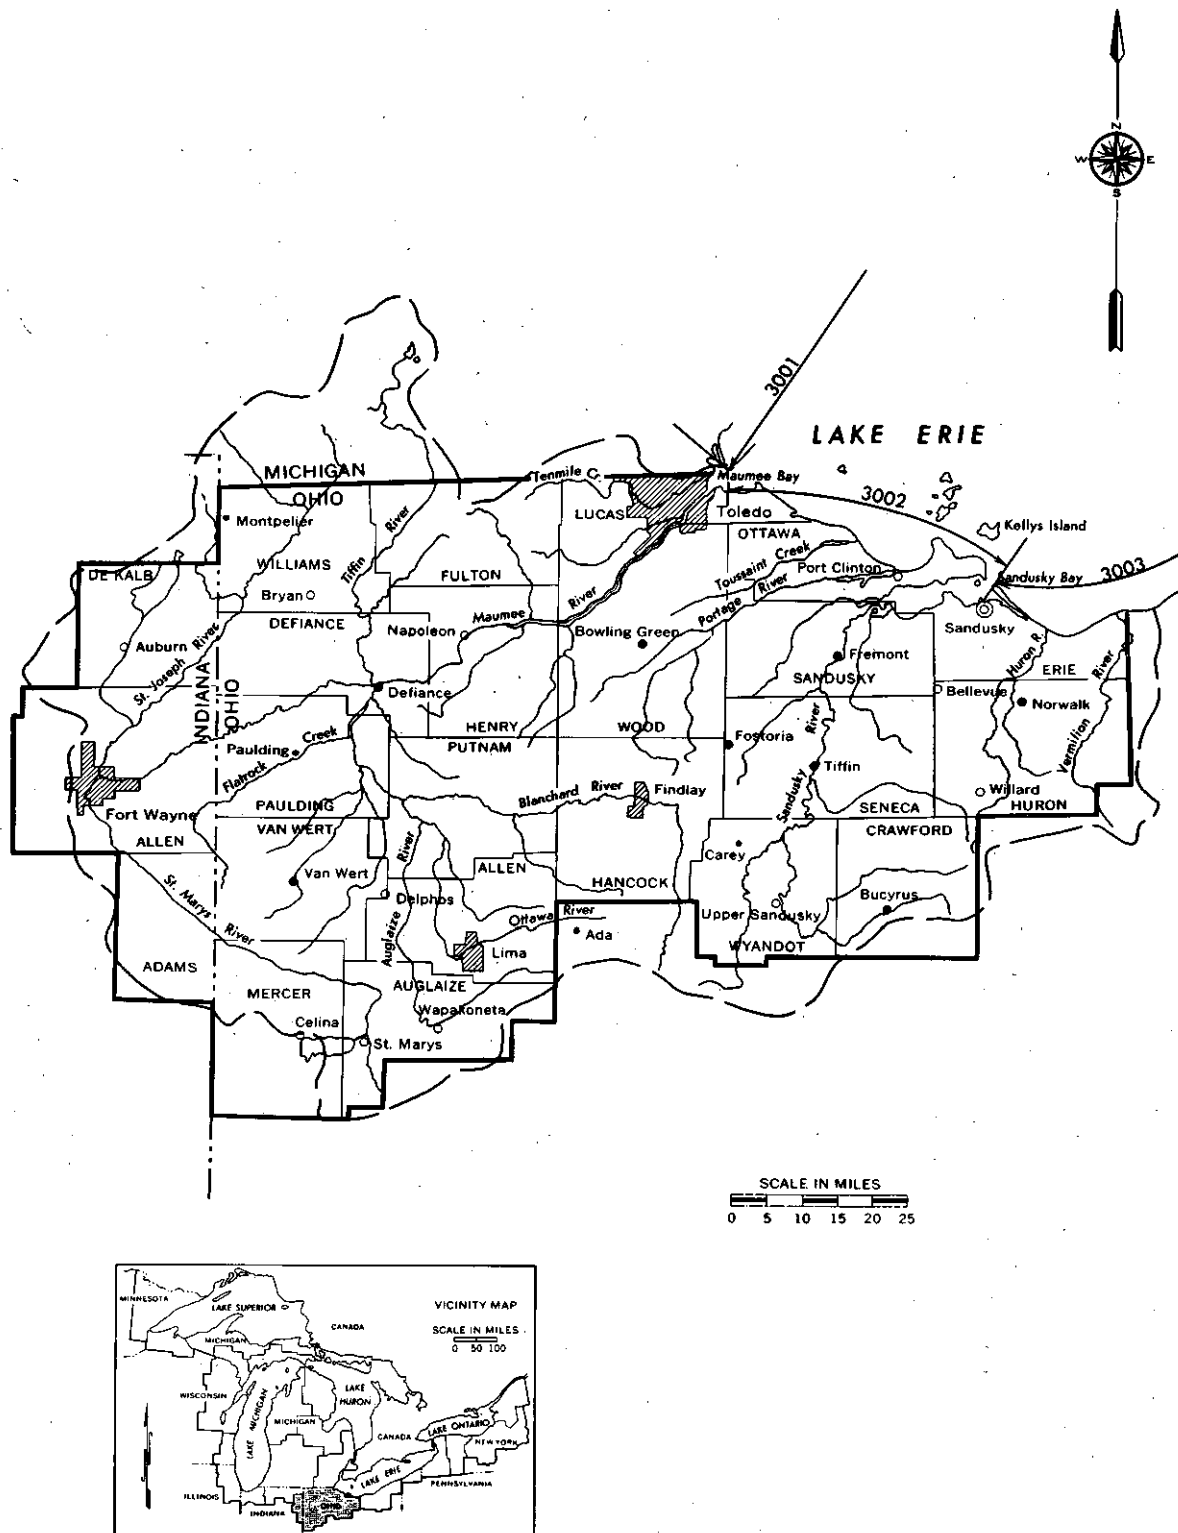 N
W
E
S
3001
LAKE ERIE
MICHIGAN
OHIO
Tenmile Cr.
Maumee Bay
3002
LUCAS
Toledo
Kellys Island
Montpelier
River
OTTAWA
Tiffin
WILLIAMS
Toussaint Creek
Port Clinton
Sandusky Bay
3003
DE KALB
FULTON
River
Portage River
Bryan
Maumee
DEFIANCE
Napoleon
Bowling Green
Sandusky
Auburn
St. Joseph River
Fremont
Huron R.
ERIE
River
INDIANA
OHIO
Defiance
SANDUSKY
Bellevue
Norwalk
HENRY
WOOD
River
Vermilion
Paulding
Creek
PUTNAM
Fostoria
Flatrock
Tiffin
Blanchard River
Findlay
Sandusky
Willard
Fort Wayne
PAULDING
SENECA
HURON
ALLEN
VAN WERT
River
CRAWFORD
Carey
ALLEN
Van Wert
HANCOCK
St. Marys
River
Delphos
Bucyrus
Auglaize
Ottawa River
Upper Sandusky
Ada
Lima
WYANDOT
ADAMS
MERCER
AUGLAIZE
Wapakoneta
Celina
St. Marys
SCALE IN MILES
0 5 10 15 20 25
MINNESOTA
LAKE SUPERIOR
VICINITY MAP
CANADA
SCALE IN MILES
0 50 100
MICHIGAN
WISCONSIN
LAKE MICHIGAN
LAKE
HURON
MICHIGAN
CANADA
LAKE ONTARIO
NEW YORK
LAKE ERIE
PENNSYLVANIA
ILLINOIS
INDIANA
OHIO